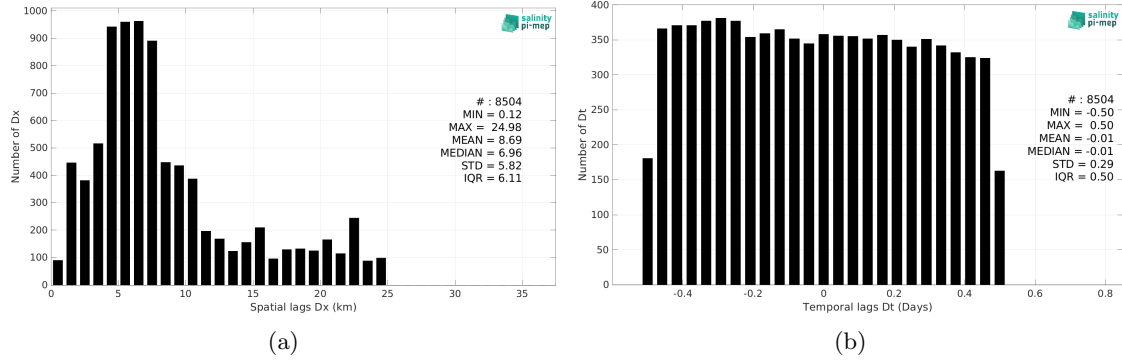 1000
900
800
700
600
500
400
300
200
100
0
Number of Dx
salinity
pi-mep
# : 8504
MIN = 0.12
MAX = 24.98
MEAN = 8.69
MEDIAN = 6.96
STD = 5.82
IQR = 6.11
5 10 15 20 25 30 35
Spatial lags Dx (km)
(a)
400
350
300
250
200
150
100
50
0
Number of Dt
salinity
pi-mep
# : 8504
MIN = -0.50
MAX = 0.50
MEAN = -0.01
MEDIAN = -0.01
STD = 0.29
IQR = 0.50
-0.4 -0.2 0 0.2 0.4 0.6 0.8
Temporal lags Dt (Days)
(b)